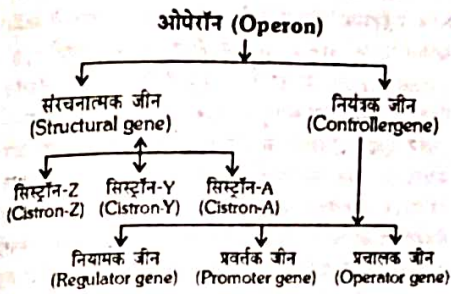 ओपेरॉन (Operon)
संरचनात्मक जीन
(Structural gene)
नियंत्रक जीन
(Controllergene)
सिस्ट्रॉन-Z
(Cistron-Z)
सिस्ट्रॉन-Y
(Cistron-Y)
सिस्ट्रॉन-A
(Cistron-A)
नियामक जीन
(Regulator gene)
प्रवर्तक जीन
(Promoter gene)
प्रचालक जीन
(Operator gene)